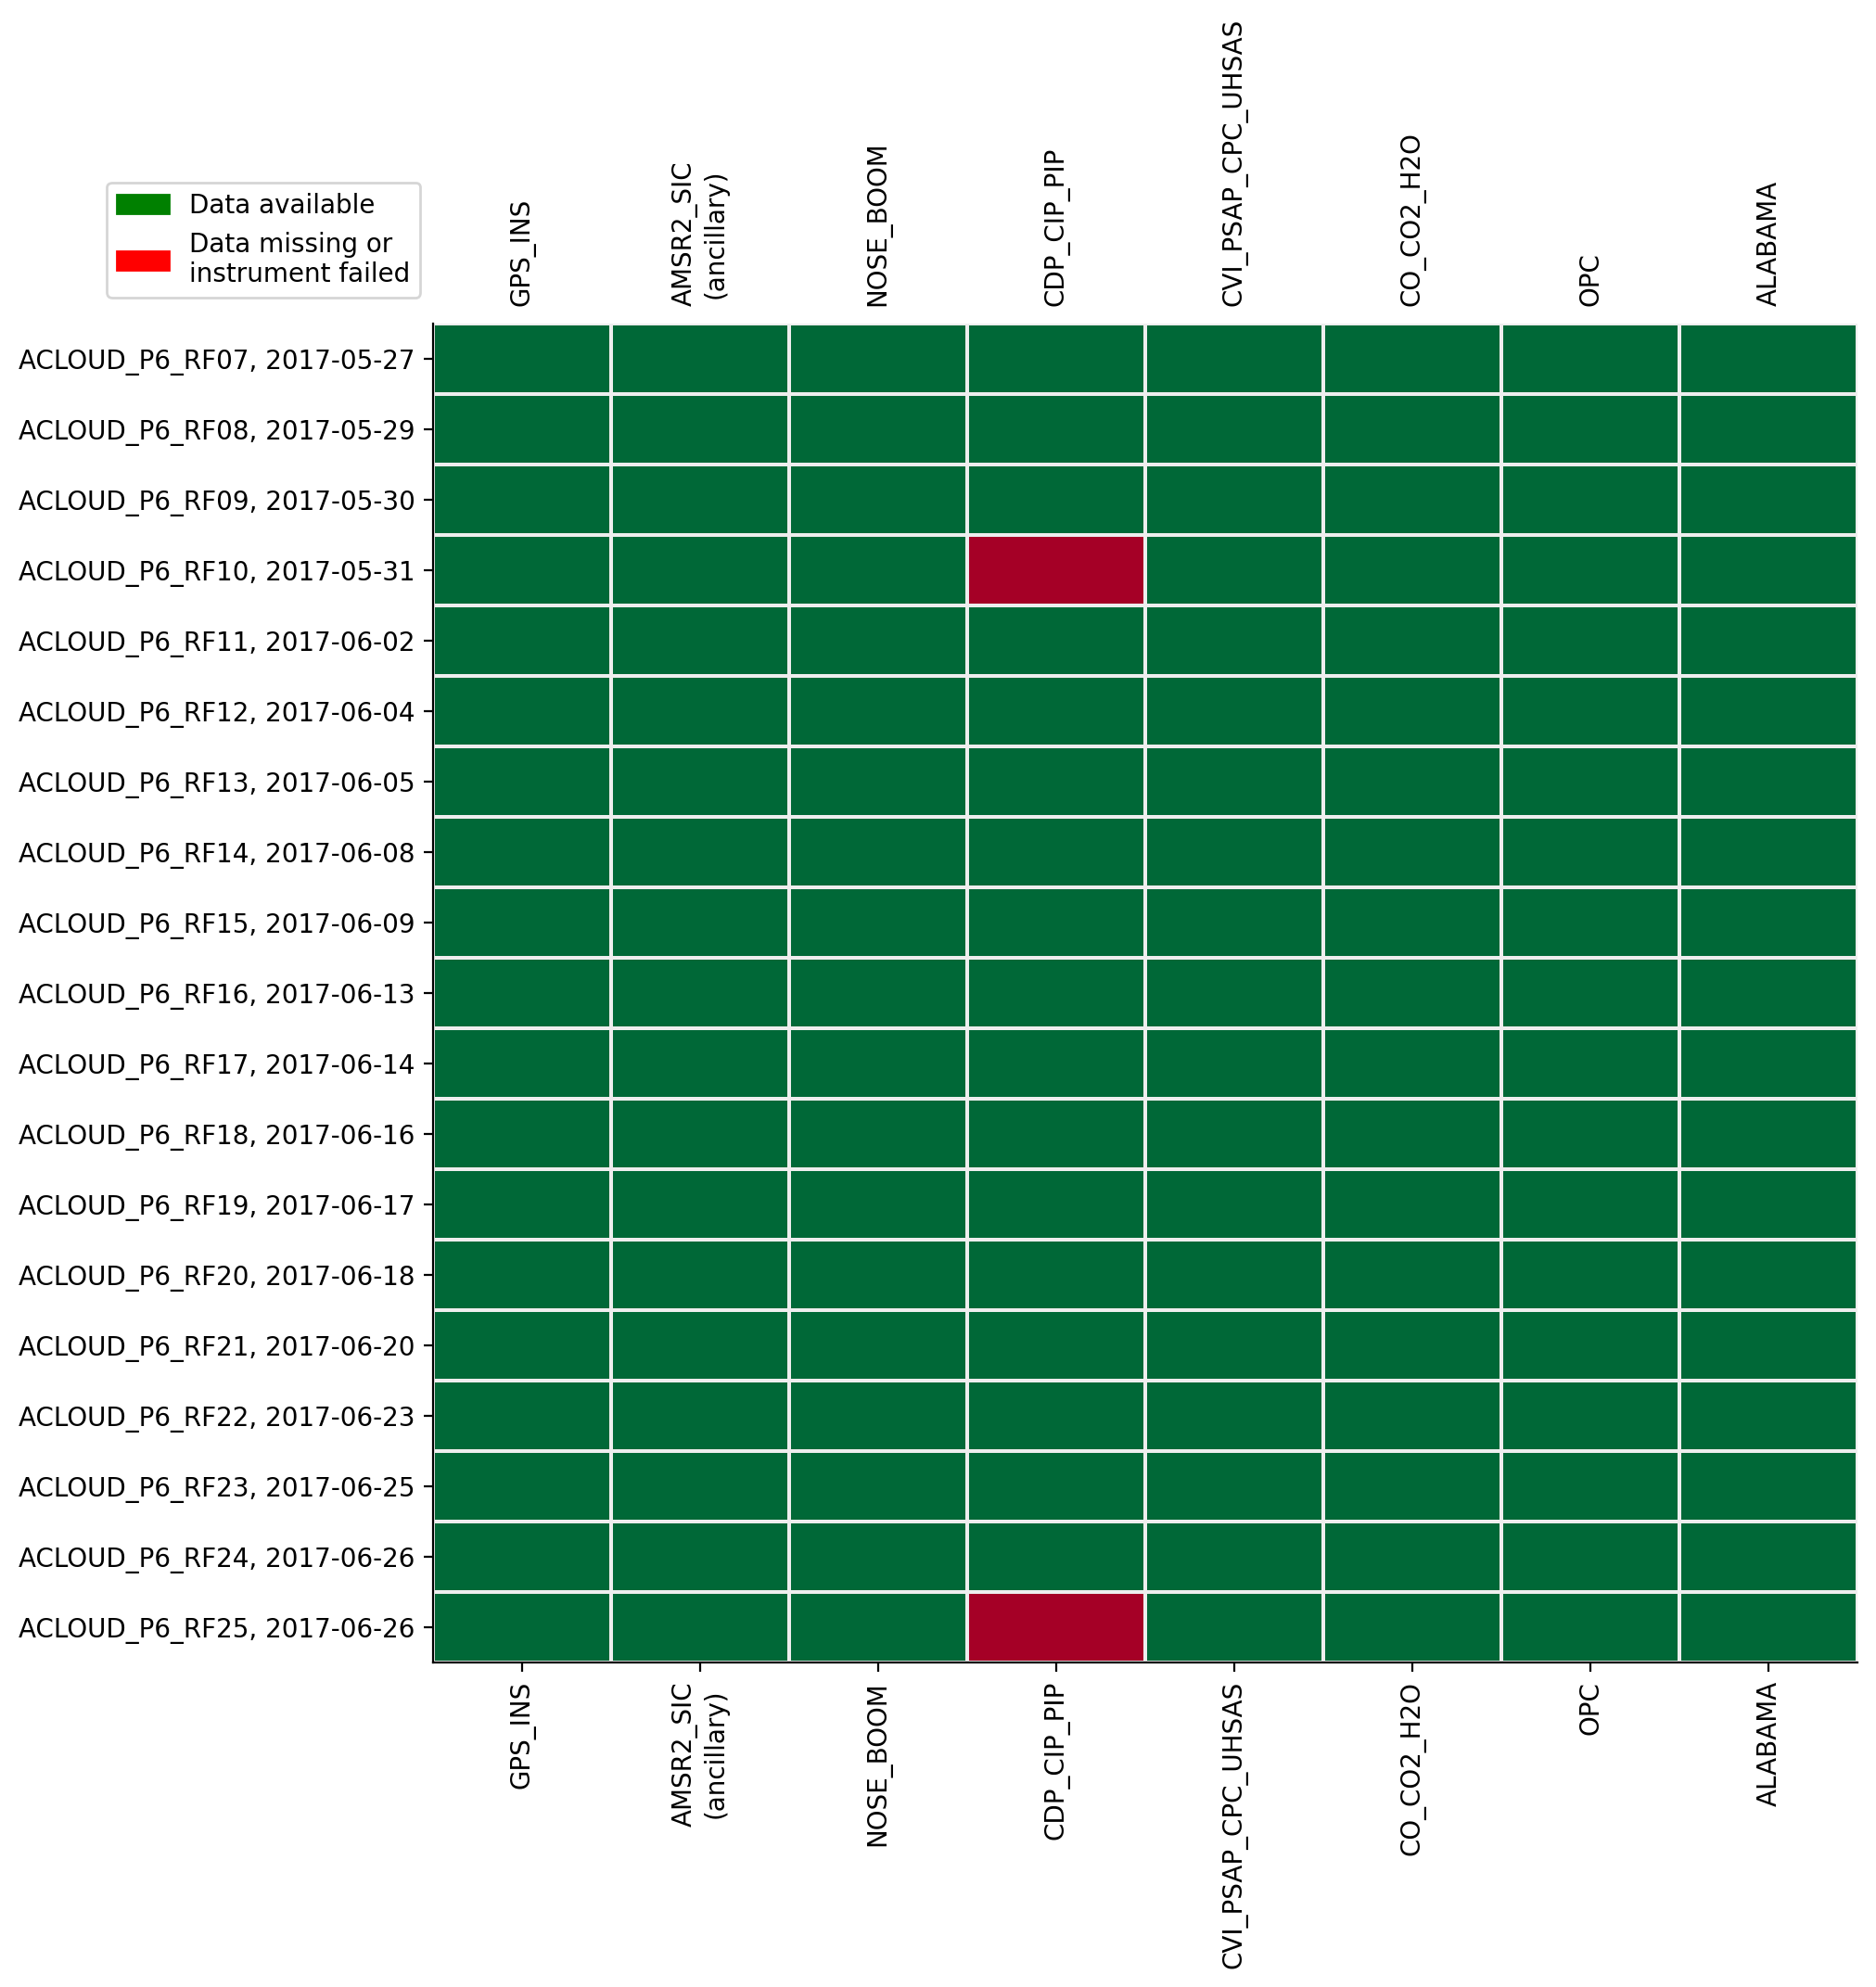 GPS_INS
AMSR2_SIC
(ancillary)
NOSE_BOOM
CDP_CIP_PIP
CVI_PSAP_CPC_UHSAS
CO_CO2_H2O
OPC
ALABAMA
Data available
Data missing or
instrument failed
ACLOUD_P6_RF07, 2017-05-27
ACLOUD_P6_RF08, 2017-05-29
ACLOUD_P6_RF09, 2017-05-30
ACLOUD_P6_RF10, 2017-05-31
ACLOUD_P6_RF11, 2017-06-02
ACLOUD_P6_RF12, 2017-06-04
ACLOUD_P6_RF13, 2017-06-05
ACLOUD_P6_RF14, 2017-06-08
ACLOUD_P6_RF15, 2017-06-09
ACLOUD_P6_RF16, 2017-06-13
ACLOUD_P6_RF17, 2017-06-14
ACLOUD_P6_RF18, 2017-06-16
ACLOUD_P6_RF19, 2017-06-17
ACLOUD_P6_RF20, 2017-06-18
ACLOUD_P6_RF21, 2017-06-20
ACLOUD_P6_RF22, 2017-06-23
ACLOUD_P6_RF23, 2017-06-25
ACLOUD_P6_RF24, 2017-06-26
ACLOUD_P6_RF25, 2017-06-26
GPS_INS
AMSR2_SIC
(ancillary)
NOSE_BOOM
CDP_CIP_PIP
CVI_PSAP_CPC_UHSAS
CO_CO2_H2O
OPC
ALABAMA